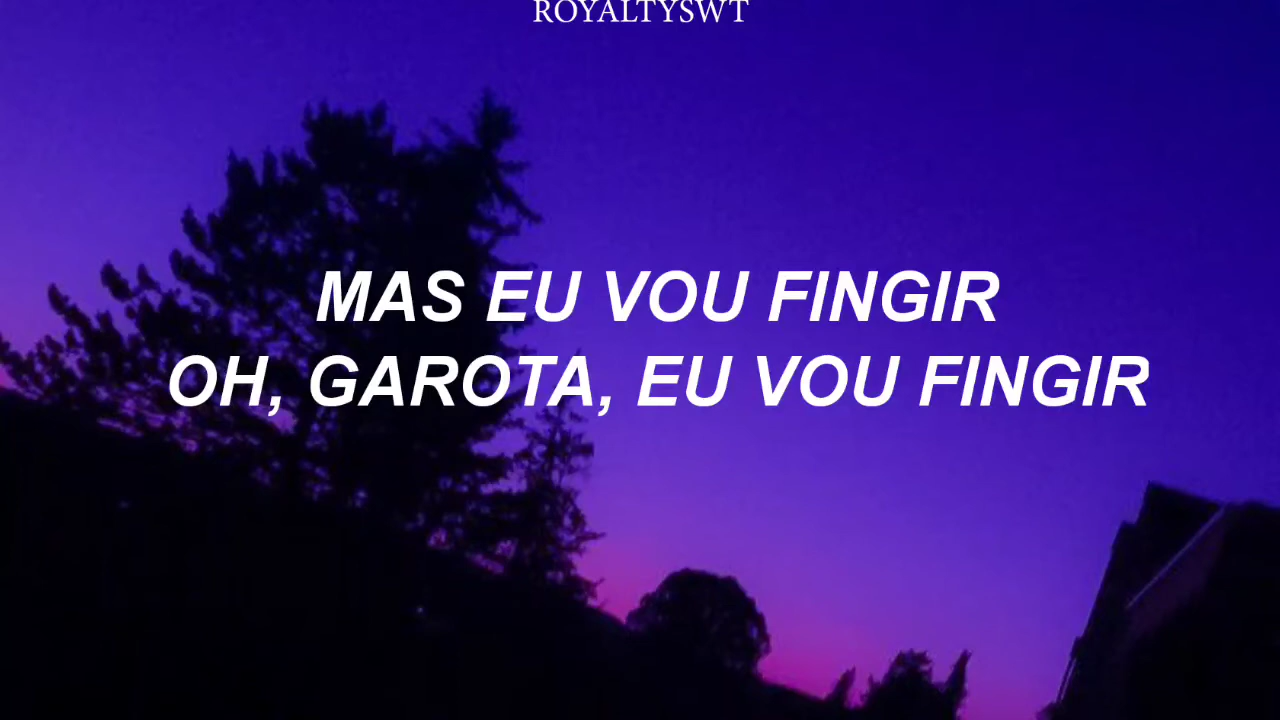 ROYALTYSWT
MAS EU VOU FINGIR
OH, GAROTA, EU VOU FINGIR